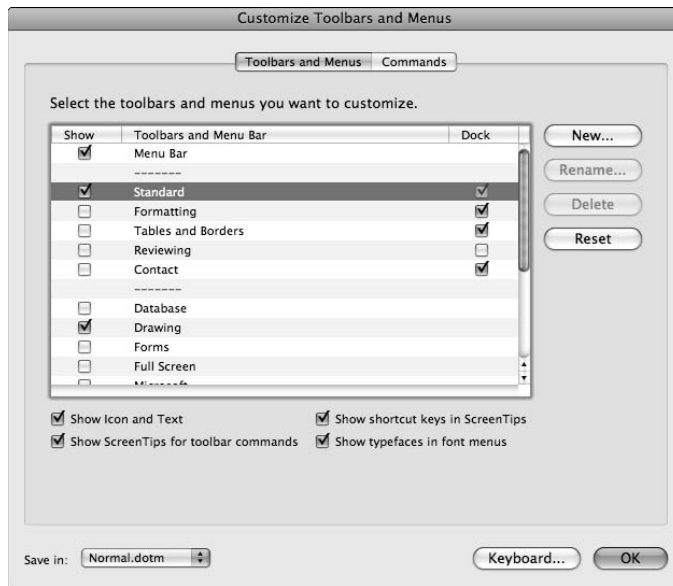 Customize Toolbars and Menus
Toolbars and Menus Commands
Select the toolbars and menus you want to customize.
Show Toolbars and Menu Bar Dock
Menu Bar
-------
Standard
Formatting
Tables and Borders
Reviewing
Contact
-------
Database
Drawing
Forms
Full Screen
New...
Rename...
Delete
Reset
Show Icon and Text
Show shortcut keys in ScreenTips
Show ScreenTips for toolbar commands
Show typefaces in font menus
Save in: Normal.dotm
Keyboard... OK